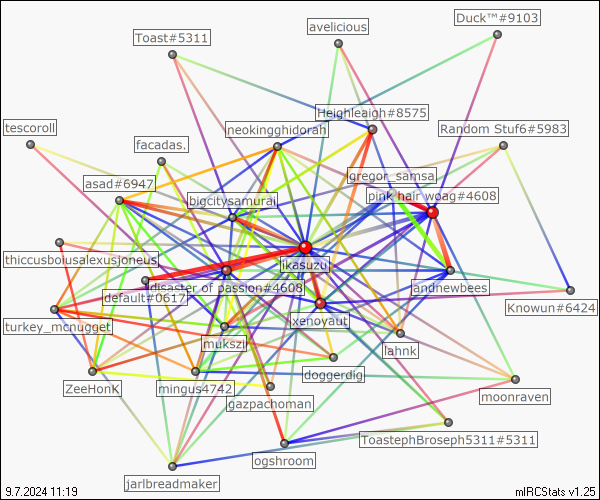 Duck™#9103
avelicious
Toast#5311
Heighleaigh#8575
tescoroll
neokingghidorah
Random Stuf6#5983
facadas.
gregor_samsa
asad#6947
pink hair woag#4608
bigcitysamurai
thiccusbolusalexusjoneus
ikasuzu
disaster of passion#4608
andnewbees
default#0617
Knowun#6424
xehoyaut
turkey_mcnugget
mukszi
lahnk
doggerdig
ZeeHonK
mingus4742
moonraven
gazpachoman
ToastephBroseph5311#5311
ogshroom
jarlbreadmaker
9.7.2024 11:19
mIRCStats v1.25